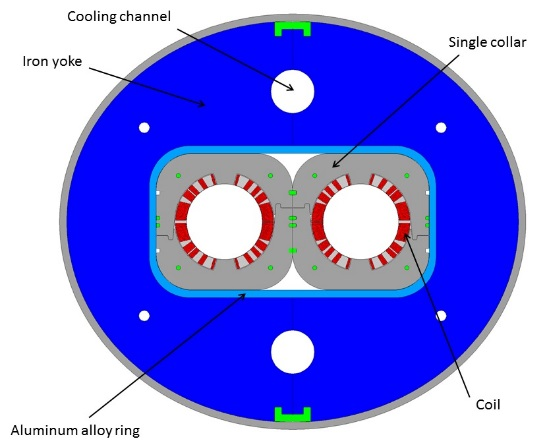 Cooling channel
Single collar
Iron yoke
Coil
Aluminum alloy ring